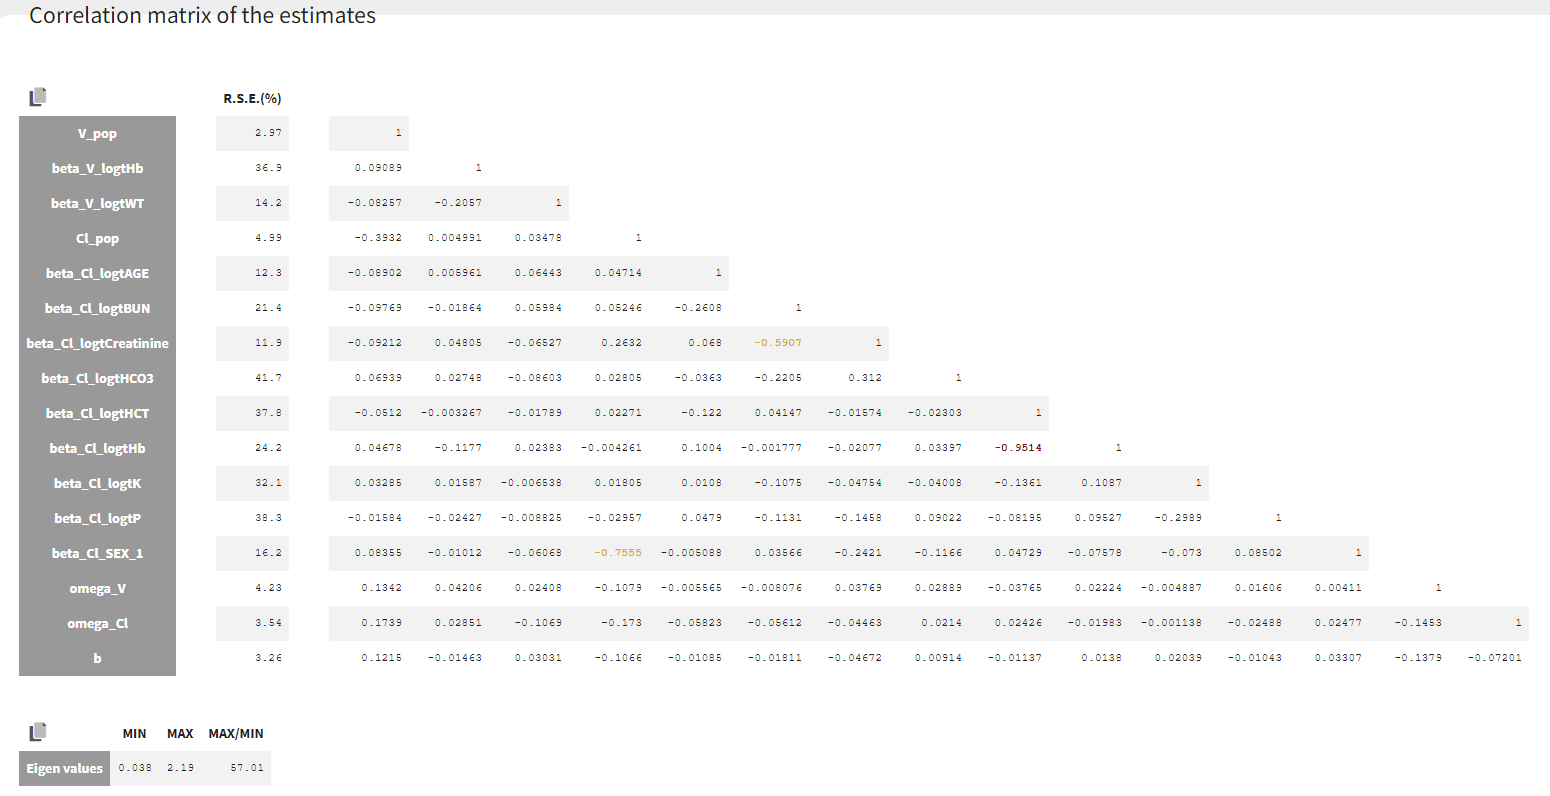 Correlation matrix of the estimates
R.S.E.(%)
V_pop 2.97 1
beta_V_logtHb 36.9 0.09089 1
beta_V_logtWT 14.2 -0.08257 -0.2057 1
Cl_pop 4.99 -0.3932 0.004991 0.03478 1
beta_Cl_logtAGE 12.3 -0.08902 0.005961 0.06443 0.04714 1
beta_Cl_logtBUN 21.4 -0.09769 -0.01864 0.05984 0.05246 -0.2608 1
beta_Cl_logtCreatinine 11.9 -0.09212 0.04805 -0.06527 0.2632 0.068 -0.5907 1
beta_Cl_logtHCO3 41.7 0.06939 0.02748 -0.08603 0.02805 -0.0363 -0.2205 0.312 1
beta_Cl_logtHCT 37.8 -0.0512 -0.003267 -0.01789 0.02271 -0.122 0.04147 -0.01574 -0.02303 1
beta_Cl_logtHb 24.2 0.04678 -0.1177 0.02383 -0.004261 0.1004 -0.001777 -0.02077 0.03397 -0.9514 1
beta_Cl_logtK 32.1 0.03285 0.01587 -0.006538 0.01805 0.0108 -0.1075 -0.04754 -0.04008 -0.1361 0.1087 1
beta_Cl_logtP 38.3 -0.01584 -0.02427 -0.008825 -0.02957 0.0479 -0.1131 -0.1458 0.09022 -0.08195 0.09527 -0.2989 1
beta_Cl_SEX_1 16.2 0.08355 -0.01012 -0.06068 -0.7555 -0.005088 0.03566 -0.2421 -0.1166 0.04729 -0.07578 -0.073 0.08502 1
omega_V 4.23 0.1342 0.04206 0.02408 -0.1079 -0.005565 -0.008076 0.03769 0.02889 -0.03765 0.02224 -0.004887 0.01606 0.00411 1
omega_Cl 3.54 0.1739 0.02851 -0.1069 -0.173 -0.05823 -0.05612 -0.04463 0.0214 0.02426 -0.01983 -0.001138 -0.02488 0.02477 -0.1453 1
b 3.26 0.1215 -0.01463 0.03031 -0.1066 -0.01085 -0.01811 -0.04672 0.00914 -0.01137 0.0138 0.02039 -0.01043 0.03307 -0.1379 -0.07201
MIN MAX MAX/MIN
Eigen values 0.038 2.19 57.01